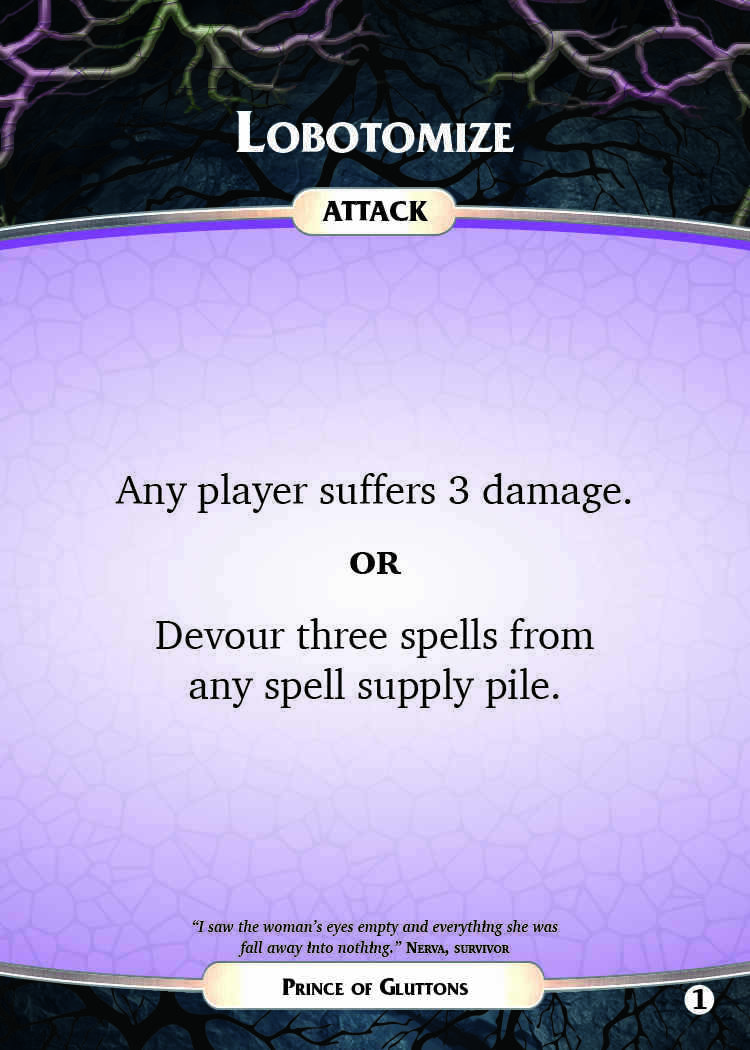 LOBOTOMIZE
ATTACK
Any player suffers 3 damage.
OR
Devour three spells from
any spell supply pile.
“I saw the woman’s eyes empty and everything she was
fall away into nothing.” NERVA, SURVIVOR
PRINCE OF GLUTTONS
1